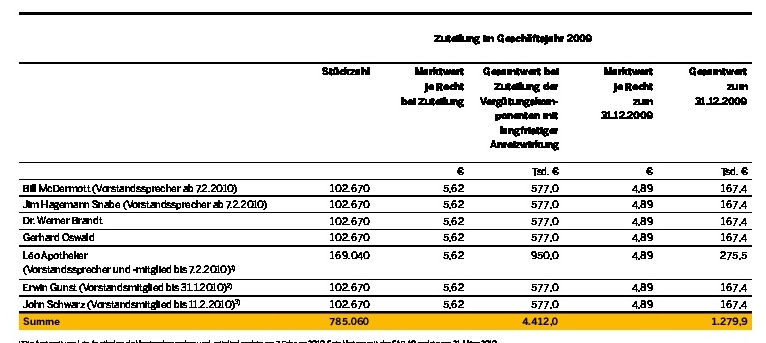 Zuteilung im Geschäftsjahr 2009
Stückzahl Marktwert Gesamtwert bei Marktwert Gesamtwert
je Recht Zuteilung der je Recht zum
bei Zuteilung Vergütungskom- zum 31.12.2009
ponenten mit 31.12.2009
langfristiger
Anreizwirkung
€ Tsd. € € Tsd. €
Bill McDermott (Vorstandssprecher ab 7.2.2010) 102.670 5,62 577,0 4,89 167,4
Jim Hagemann Snabe (Vorstandssprecher ab 7.2.2010) 102.670 5,62 577,0 4,89 167,4
Dr. Werner Brandt 102.670 5,62 577,0 4,89 167,4
Gerhard Oswald 102.670 5,62 577,0 4,89 167,4
Léo Apotheker 169.040 5,62 950,0 4,89 275,5
(Vorstandssprecher und -mitglied bis 7.2.2010)¹⁾
Erwin Gunst (Vorstandsmitglied bis 31.1.2010)²⁾ 102.670 5,62 577,0 4,89 167,4
John Schwarz (Vorstandsmitglied bis 11.2.2010)³⁾ 102.670 5,62 577,0 4,89 167,4
Summe 785.060 4.412,0 1.279,9